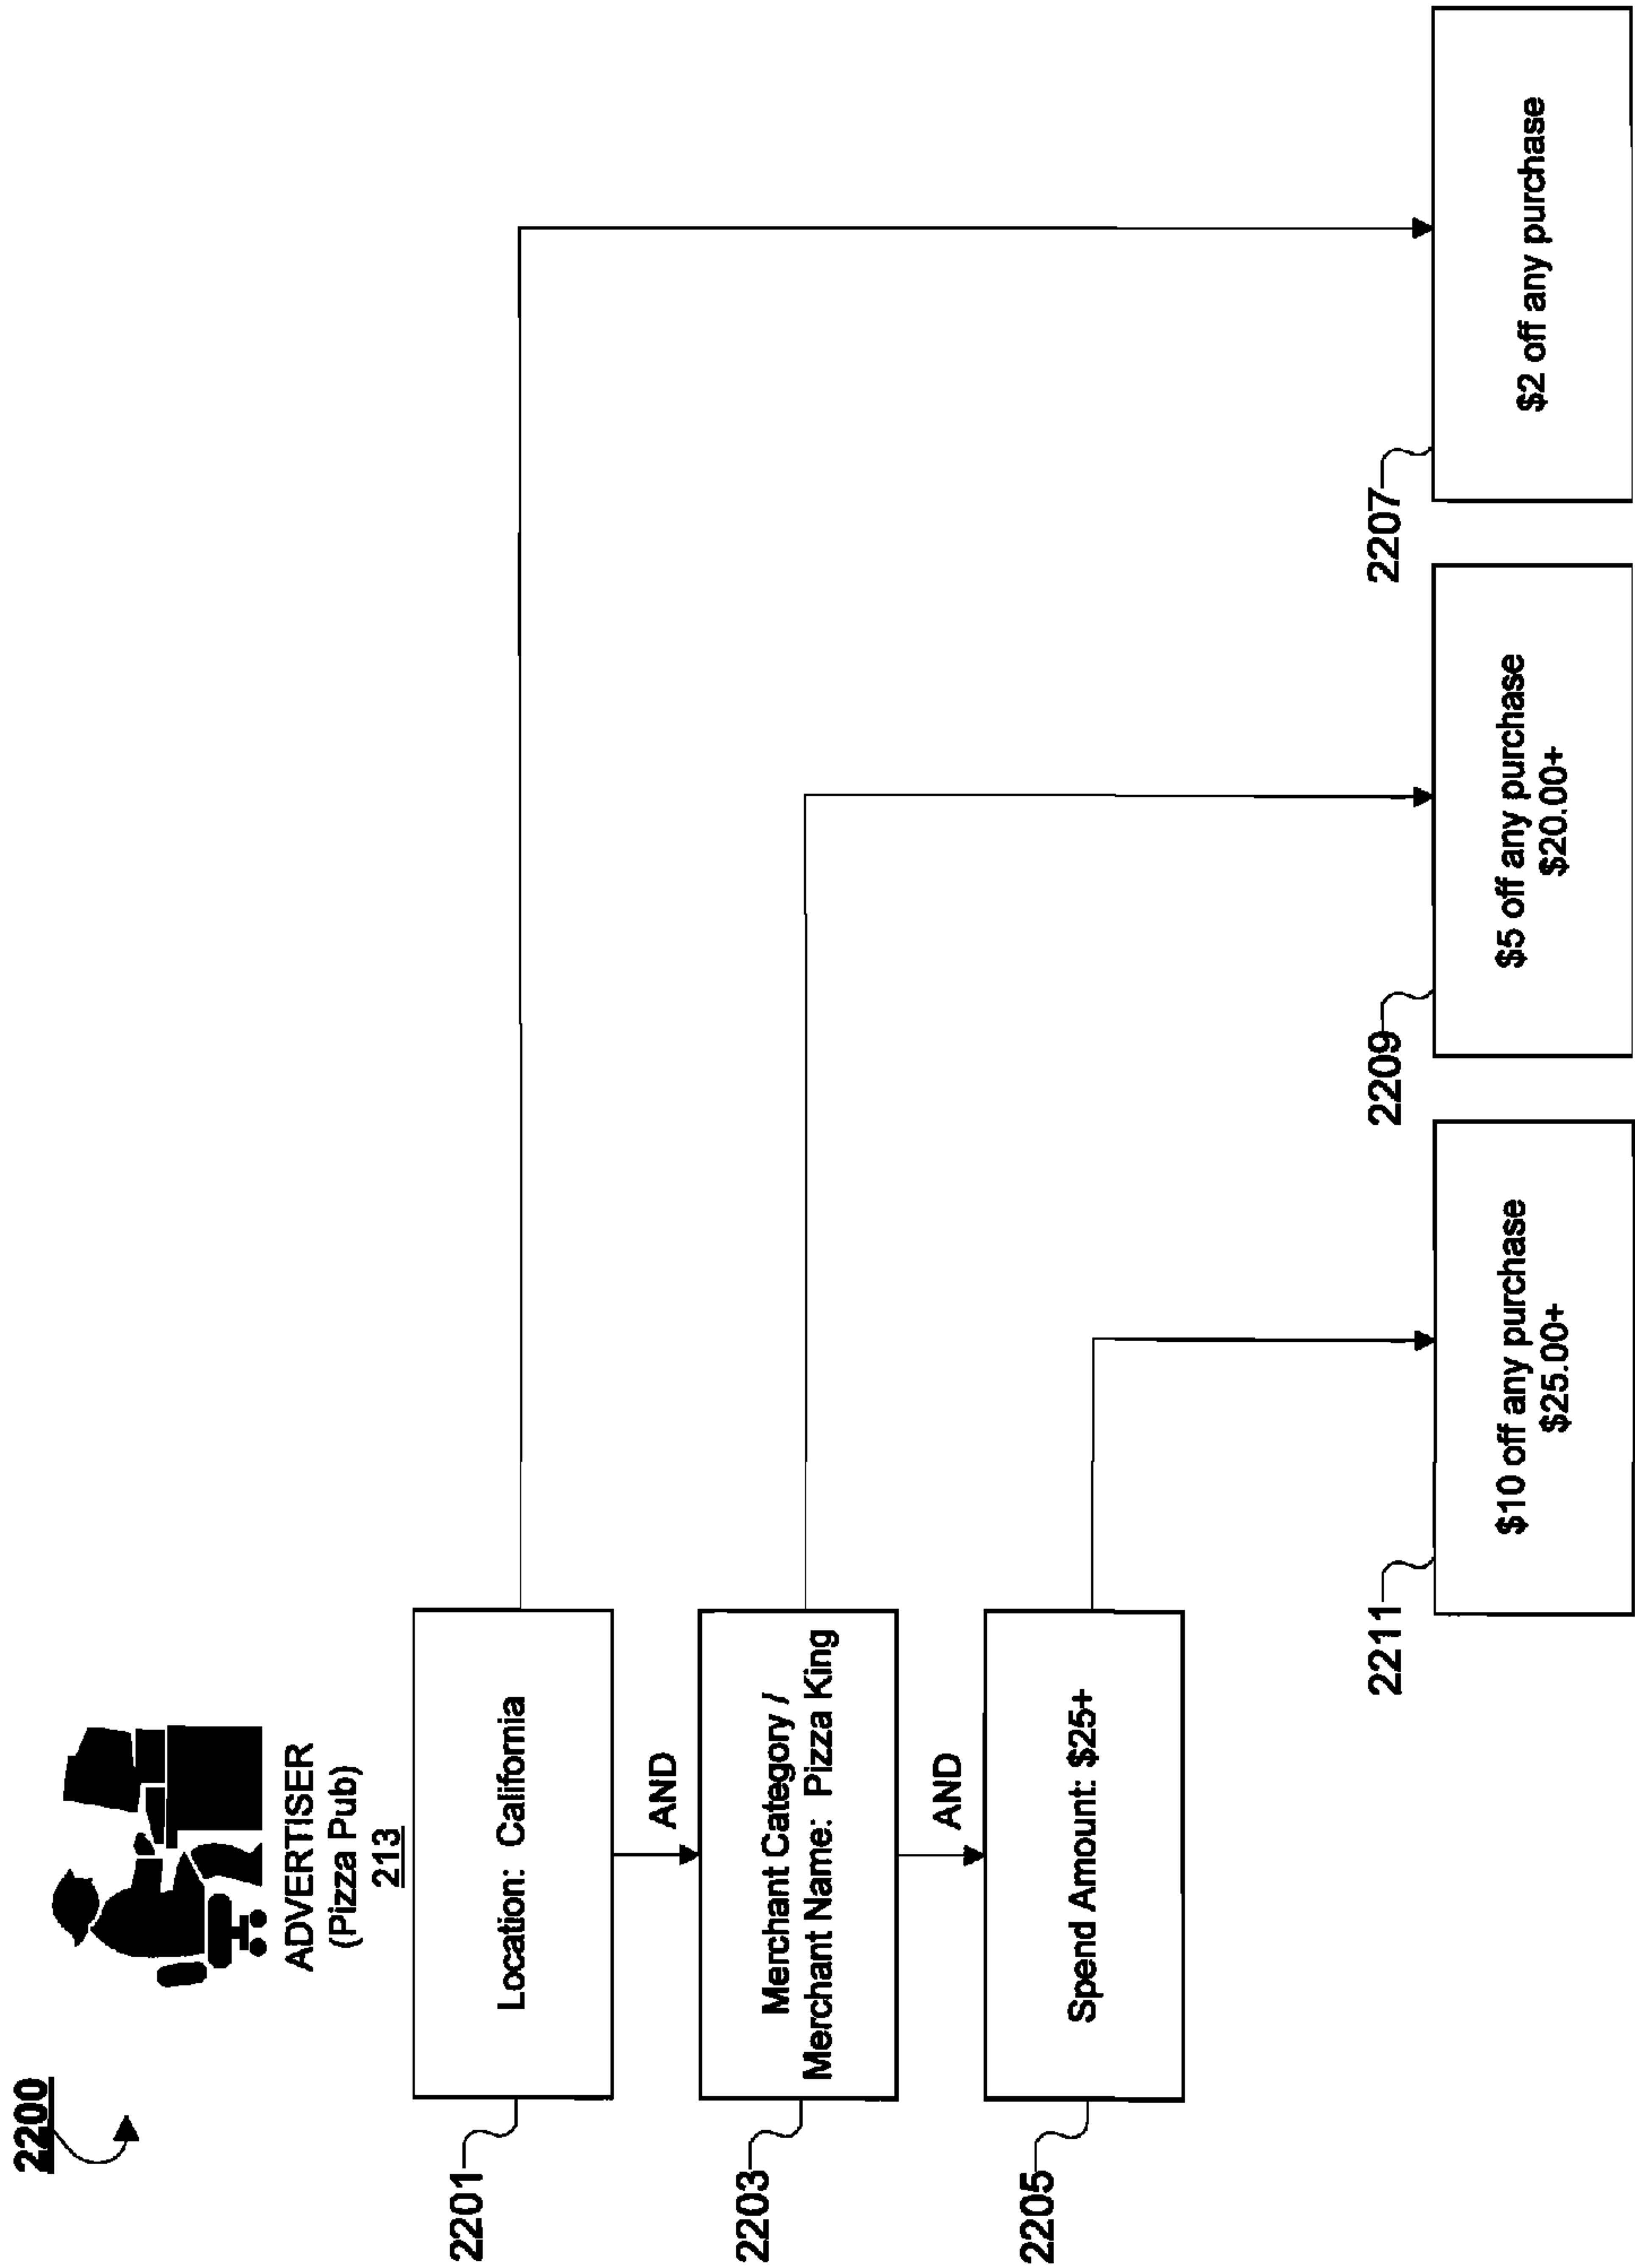 2200
ADVERTISER
(Pizza Pub)
213
2201
Location: California
AND
2203
Merchant Category /
Merchant Name: Pizza King
AND
2205
Spend Amount: $25+
2211
$10 off any purchase
$25.00+
2209
$5 off any purchase
$20.00+
2207
$2 off any purchase